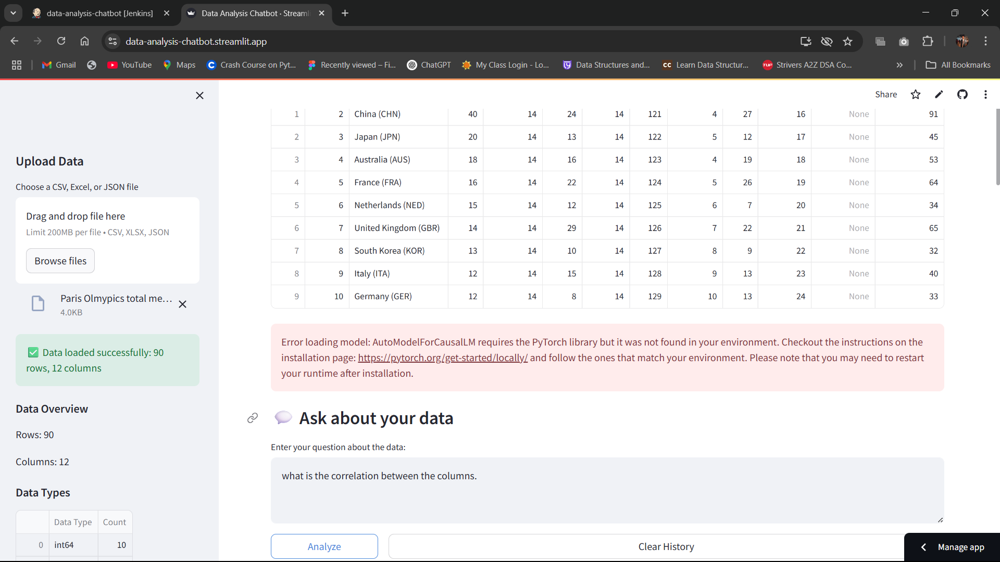 data-analysis-chatbot [Jenkins]
Data Analysis Chatbot · Streaml
data-analysis-chatbot.streamlit.app
Gmail
YouTube
Maps
Crash Course on Pyt...
Recently viewed – Fi...
ChatGPT
My Class Login - Lo...
Data Structures and...
CC Learn Data Structur...
TUF Strivers A2Z DSA Co...
All Bookmarks
Share
Upload Data
Choose a CSV, Excel, or JSON file
Drag and drop file here
Limit 200MB per file • CSV, XLSX, JSON
Browse files
Paris Olmypics total me...
4.0KB
✅ Data loaded successfully: 90
rows, 12 columns
Data Overview
Rows: 90
Columns: 12
Data Types
Data Type Count
0 int64 10
1 2 China (CHN) 40 14 24 14 121 4 27 16 None 91
2 3 Japan (JPN) 20 14 13 14 122 5 12 17 None 45
3 4 Australia (AUS) 18 14 16 14 123 4 19 18 None 53
4 5 France (FRA) 16 14 22 14 124 5 26 19 None 64
5 6 Netherlands (NED) 15 14 12 14 125 6 7 20 None 34
6 7 United Kingdom (GBR) 14 14 29 14 126 7 22 21 None 65
7 8 South Korea (KOR) 13 14 10 14 127 8 9 22 None 32
8 9 Italy (ITA) 12 14 15 14 128 9 13 23 None 40
9 10 Germany (GER) 12 14 8 14 129 10 13 24 None 33
Error loading model: AutoModelForCausalLM requires the PyTorch library but it was not found in your environment. Checkout the instructions on the
installation page: https://pytorch.org/get-started/locally/ and follow the ones that match your environment. Please note that you may need to restart
your runtime after installation.
💬 Ask about your data
Enter your question about the data:
what is the correlation between the columns.
Analyze
Clear History
Manage app